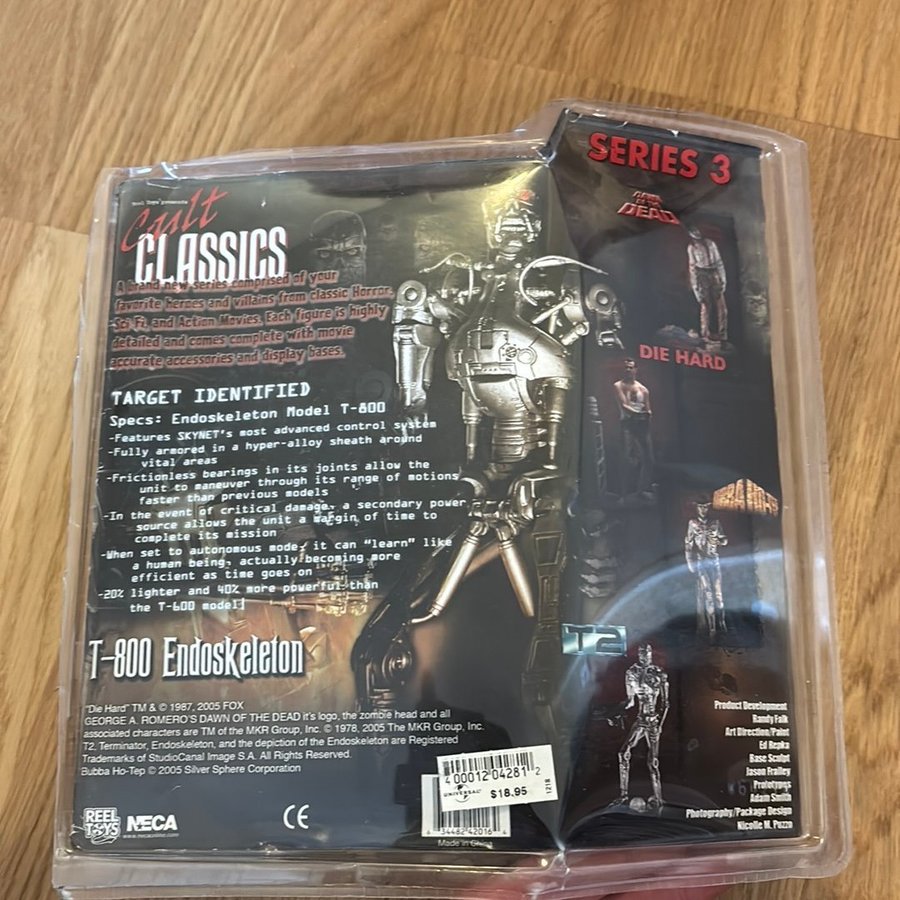 Reel Toys presents
Cult
CLASSICS
A brand new series comprised of your
favorite heroes and villains from classic Horror,
Sci Fi, and Action Movies. Each figure is highly
detailed and comes complete with movie
accurate accessories and display bases.
TARGET IDENTIFIED
Specs: Endoskeleton Model T-800
-Features SKYNET's most advanced control system
-Fully armored in a hyper-alloy sheath around
vital areas
-Frictionless bearings in its joints allow the
unit to maneuver through its range of motions
faster than previous models
-In the event of critical damage, a secondary power
source allows the unit a margin of time to
complete its mission
-When set to autonomous mode, it can "learn" like
a human being, actually becoming more
efficient as time goes on
-20% lighter and 40% more powerful than
the T-600 model]
T-800 Endoskeleton
"Die Hard" TM & © 1987, 2005 FOX
GEORGE A. ROMERO'S DAWN OF THE DEAD it's logo, the zombie head and all
associated characters are TM of the MKR Group, Inc. © 1978, 2005 The MKR Group, Inc.
T2, Terminator, Endoskeleton, and the depiction of the Endoskeleton are Registered
Trademarks of StudioCanal Image S.A. All Rights Reserved.
Bubba Ho-Tep © 2005 Silver Sphere Corporation
REEL
TOYS
NECA
www.necaonline.com
CE
4 00012 04281 2
UNIVERSAL
$18.95
1218
6 34482 42016 4
Made in China
SERIES 3
DAWN
OF THE
DEAD
DIE HARD
T2
Product Development
Randy Falk
Art Direction/Paint
Ed Repka
Base Sculpt
Jason Frailey
Prototypes
Adam Smith
Photography/Package Design
Nicolle M. Puzzo